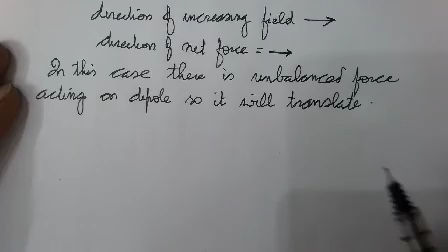 direction of increasing field →
direction of net force = →
In this case there is unbalanced force
acting on dipole so it will translate.